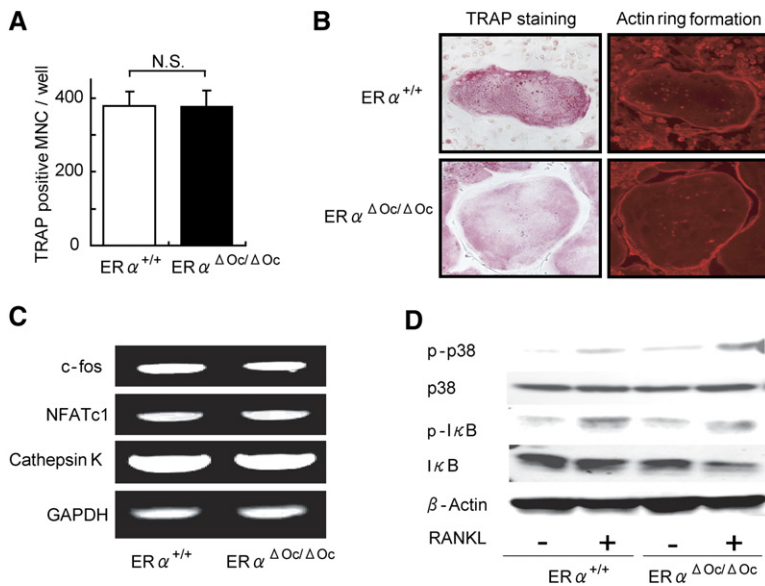 A
N.S.
TRAP positive MNC / well
400
200
0
ERα+/+
ERαΔOc/ΔOc
B
TRAP staining
Actin ring formation
ERα+/+
ERαΔOc/ΔOc
C
c-fos
NFATc1
Cathepsin K
GAPDH
ERα+/+
ERαΔOc/ΔOc
D
p-p38
p38
p-IκB
IκB
β-Actin
RANKL - + - +
ERα+/+
ERαΔOc/ΔOc